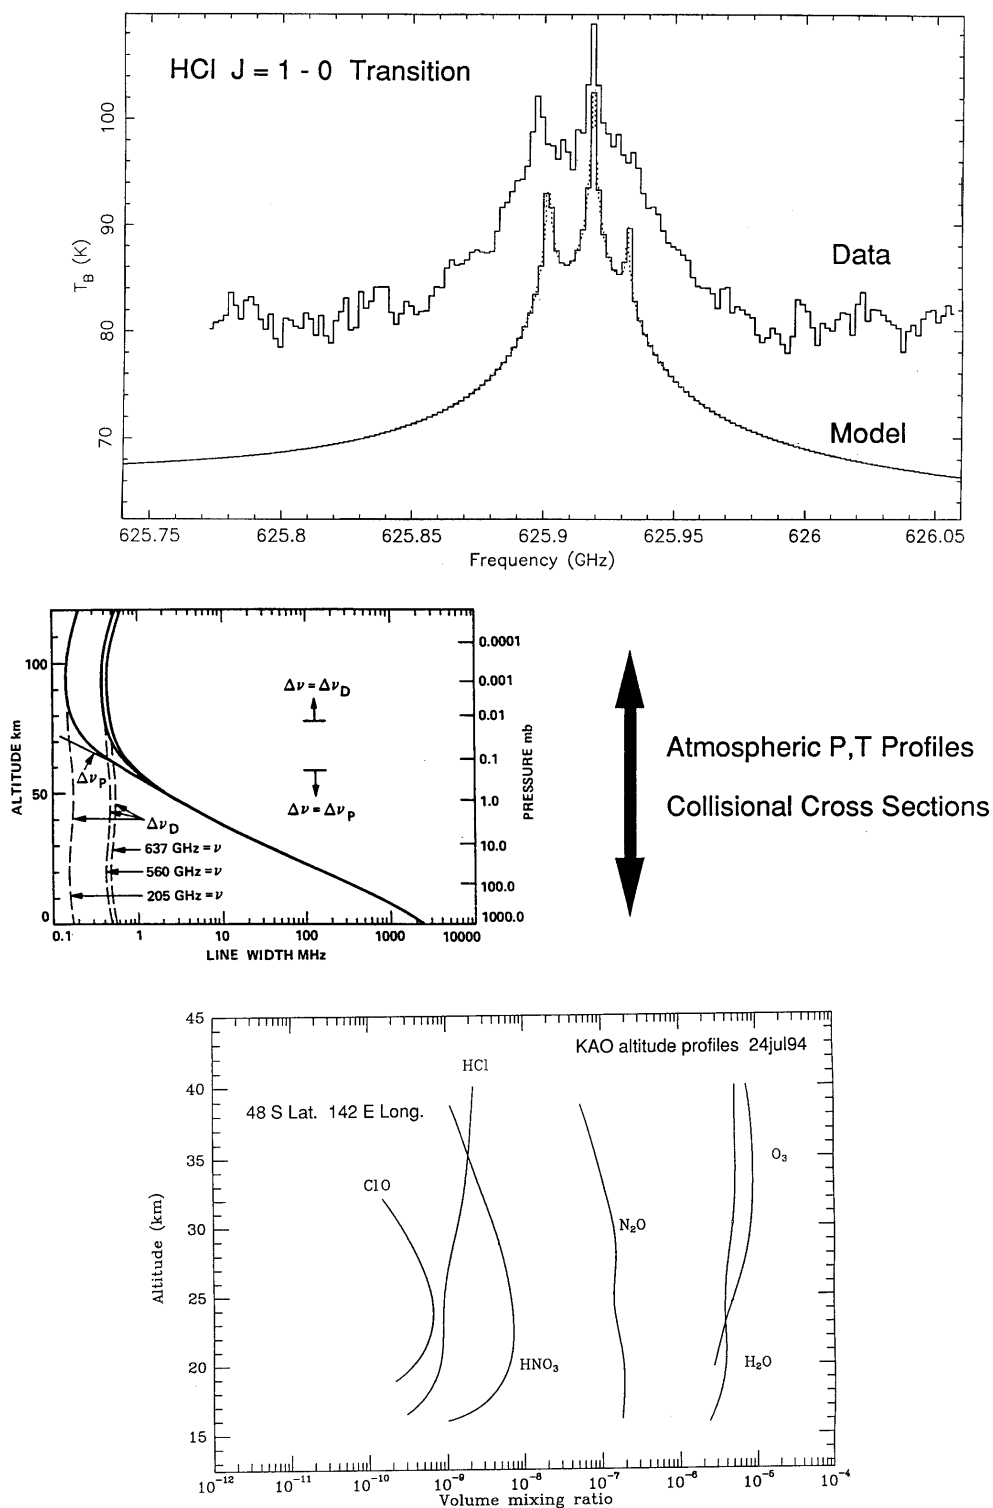 HCl J = 1 - 0 Transition
100
90
80
70
T_B (K)
Data
Model
625.75 625.8 625.85 625.9 625.95 626 626.05
Frequency (GHz)
100
50
0
ALTITUDE km
Δν = Δν_D
Δν = Δν_P
Δν_P
Δν_D
637 GHz = ν
560 GHz = ν
205 GHz = ν
0.0001
0.001
0.01
0.1
1.0
10.0
100.0
1000.0
PRESSURE mb
0.1 1 10 100 1000 10000
LINE WIDTH MHz
Atmospheric P,T Profiles
Collisional Cross Sections
45
40
35
30
25
20
15
Altitude (km)
KAO altitude profiles 24jul94
HCl
48 S Lat. 142 E Long.
ClO
O₃
N₂O
HNO₃
H₂O
10⁻¹² 10⁻¹¹ 10⁻¹⁰ 10⁻⁹ 10⁻⁸ 10⁻⁷ 10⁻⁶ 10⁻⁵ 10⁻⁴
Volume mixing ratio